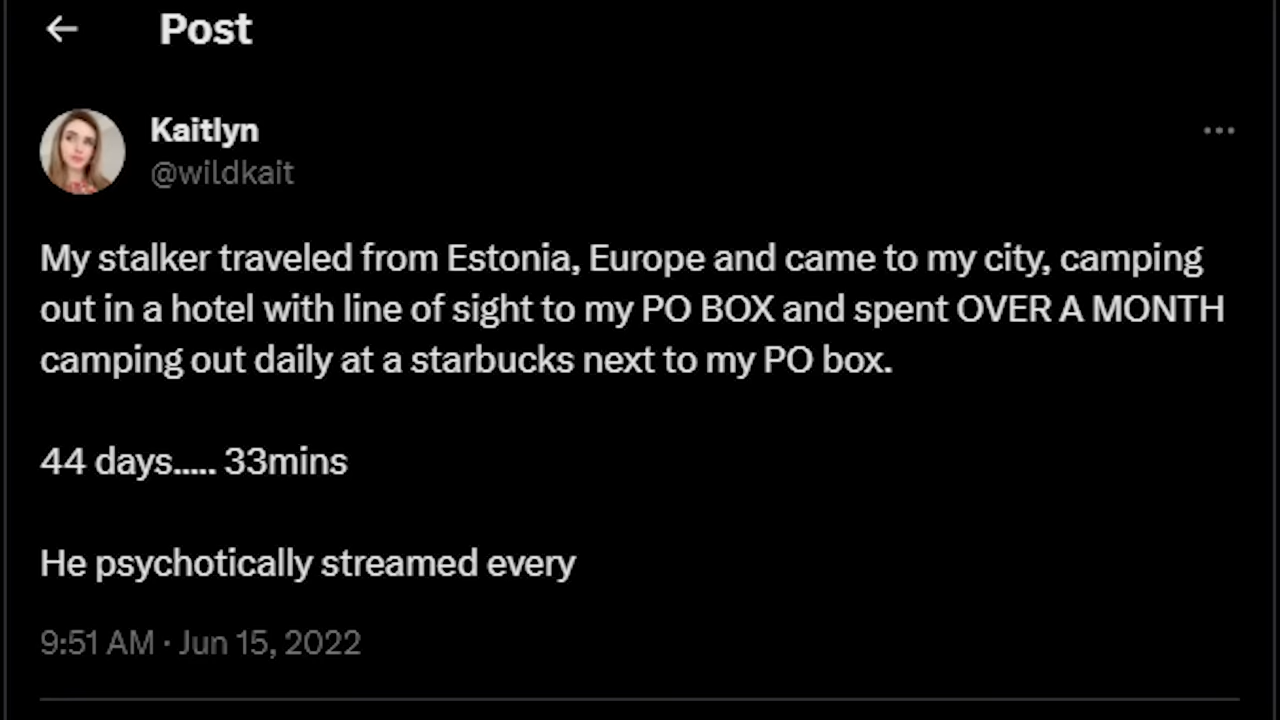 Post
Kaitlyn
@wildkait
My stalker traveled from Estonia, Europe and came to my city, camping
out in a hotel with line of sight to my PO BOX and spent OVER A MONTH
camping out daily at a starbucks next to my PO box.
44 days..... 33mins
He psychotically streamed every
9:51 AM · Jun 15, 2022